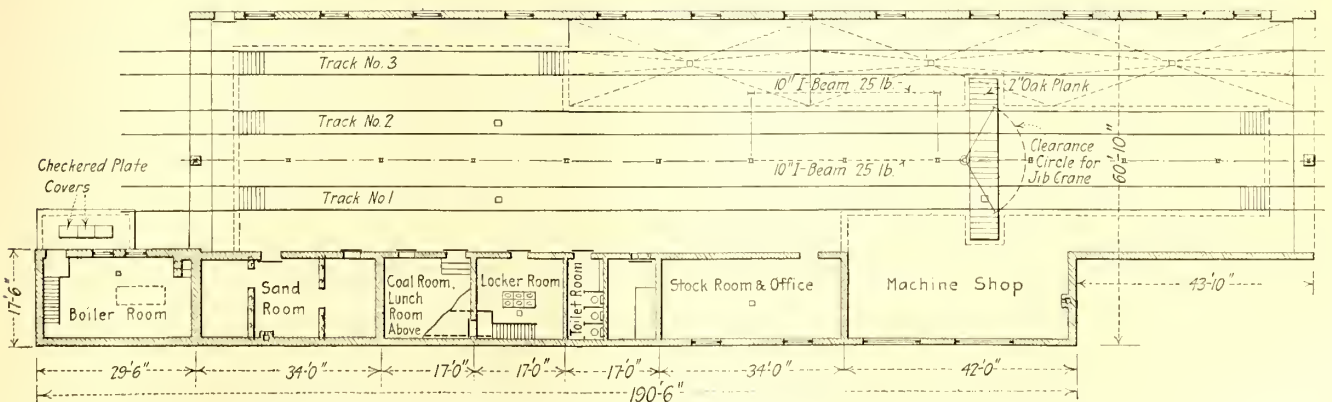 Track No. 3
10" I-Beam 25 lb.
2" Oak Plank
Track No. 2
Checkered Plate
Covers
10" I-Beam 25 lb.
Clearance
Circle for
Jib Crane
60'-10"
Track No 1
17'-6"
Boiler Room
Sand
Room
Coal Room,
Lunch
Room
Above
Locker Room
Toilet Room
Stock Room & Office
Machine Shop
43-10"
29'-6"
34'-0"
17'-0"
17'-0"
17'-0"
34'-0"
42'-0"
190'-6"